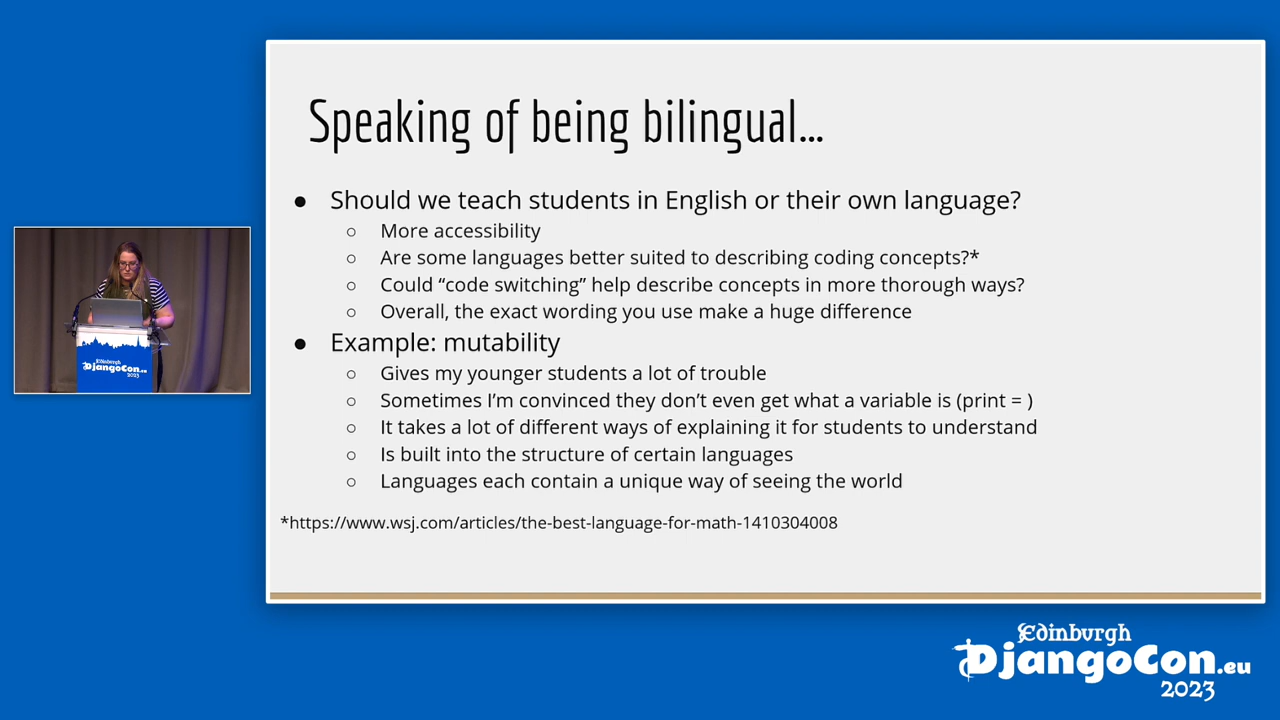 Speaking of being bilingual...
● Should we teach students in English or their own language?
○ More accessibility
○ Are some languages better suited to describing coding concepts?*
○ Could “code switching” help describe concepts in more thorough ways?
○ Overall, the exact wording you use make a huge difference
● Example: mutability
○ Gives my younger students a lot of trouble
○ Sometimes I’m convinced they don’t even get what a variable is (print = )
○ It takes a lot of different ways of explaining it for students to understand
○ Is built into the structure of certain languages
○ Languages each contain a unique way of seeing the world
*https://www.wsj.com/articles/the-best-language-for-math-1410304008
Edinburgh
DjangoCon.eu
2023
Edinburgh
DjangoCon.eu
2023